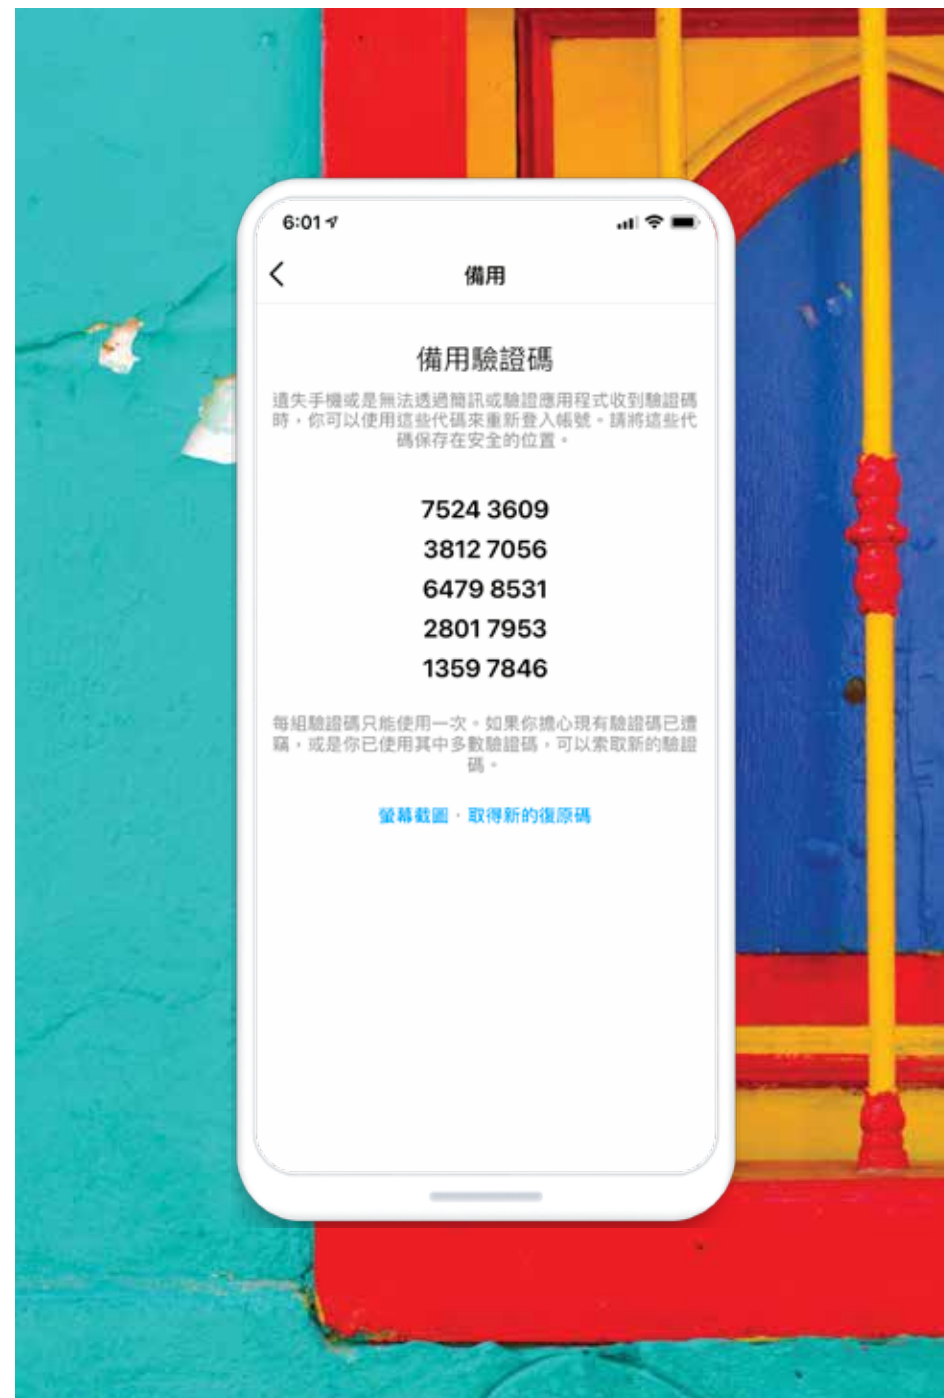 6:01
備用
備用驗證碼
遺失手機或是無法透過簡訊或驗證應用程式收到驗證碼
時，你可以使用這些代碼來重新登入帳號。請將這些代
碼保存在安全的位置。
7524 3609
3812 7056
6479 8531
2801 7953
1359 7846
每組驗證碼只能使用一次。如果你擔心現有驗證碼已遭
竊，或是你已使用其中多數驗證碼，可以索取新的驗證
碼。
螢幕截圖 · 取得新的復原碼